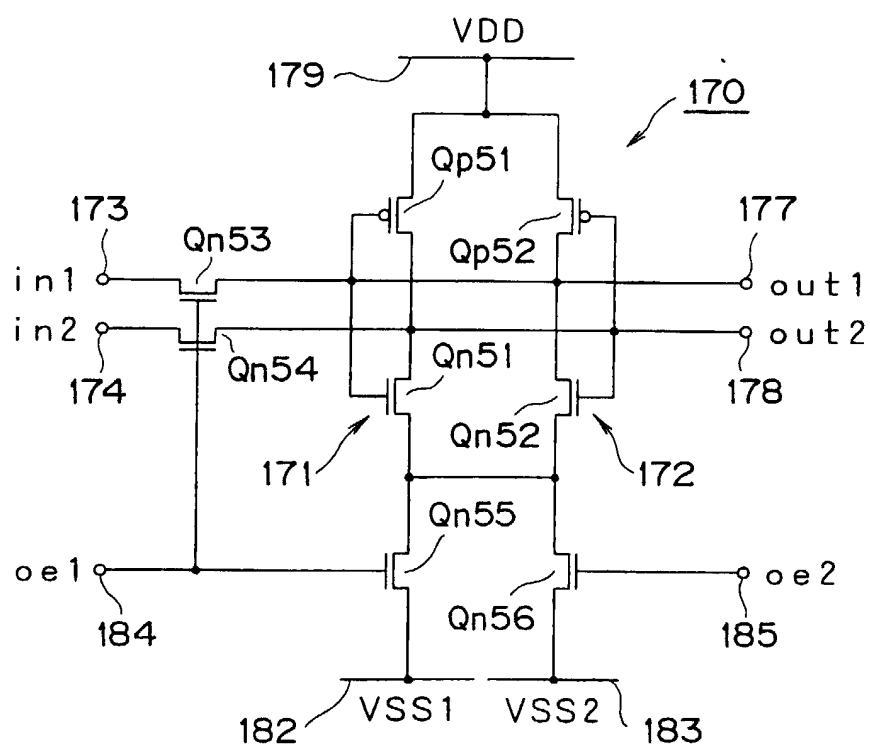 VDD
179
170
Qp51
173
177
Qn53
Qp52
in1
out1
in2
out2
Qn54
Qn51
174
178
Qn52
171
172
Qn55
oe1
oe2
184
Qn56
185
182
VSS1
VSS2
183